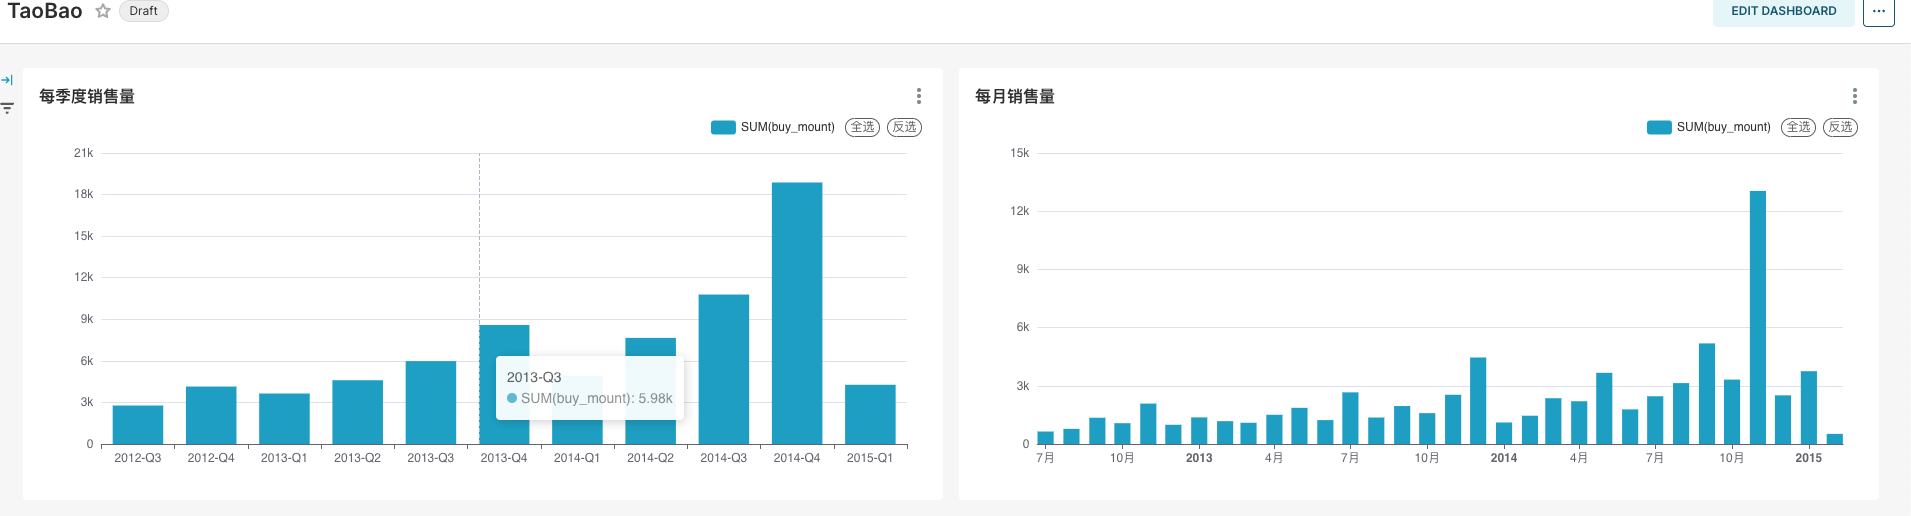 TaoBao Draft EDIT DASHBOARD ...
每季度销售量
SUM(buy_mount) 全选 反选
21k
18k
15k
12k
9k
6k
3k
0
2012-Q3 2012-Q4 2013-Q1 2013-Q2 2013-Q3 2013-Q4 2014-Q1 2014-Q2 2014-Q3 2014-Q4 2015-Q1
2013-Q3
SUM(buy_mount): 5.98k
每月销售量
SUM(buy_mount) 全选 反选
15k
12k
9k
6k
3k
0
7月 10月 2013 4月 7月 10月 2014 4月 7月 10月 2015